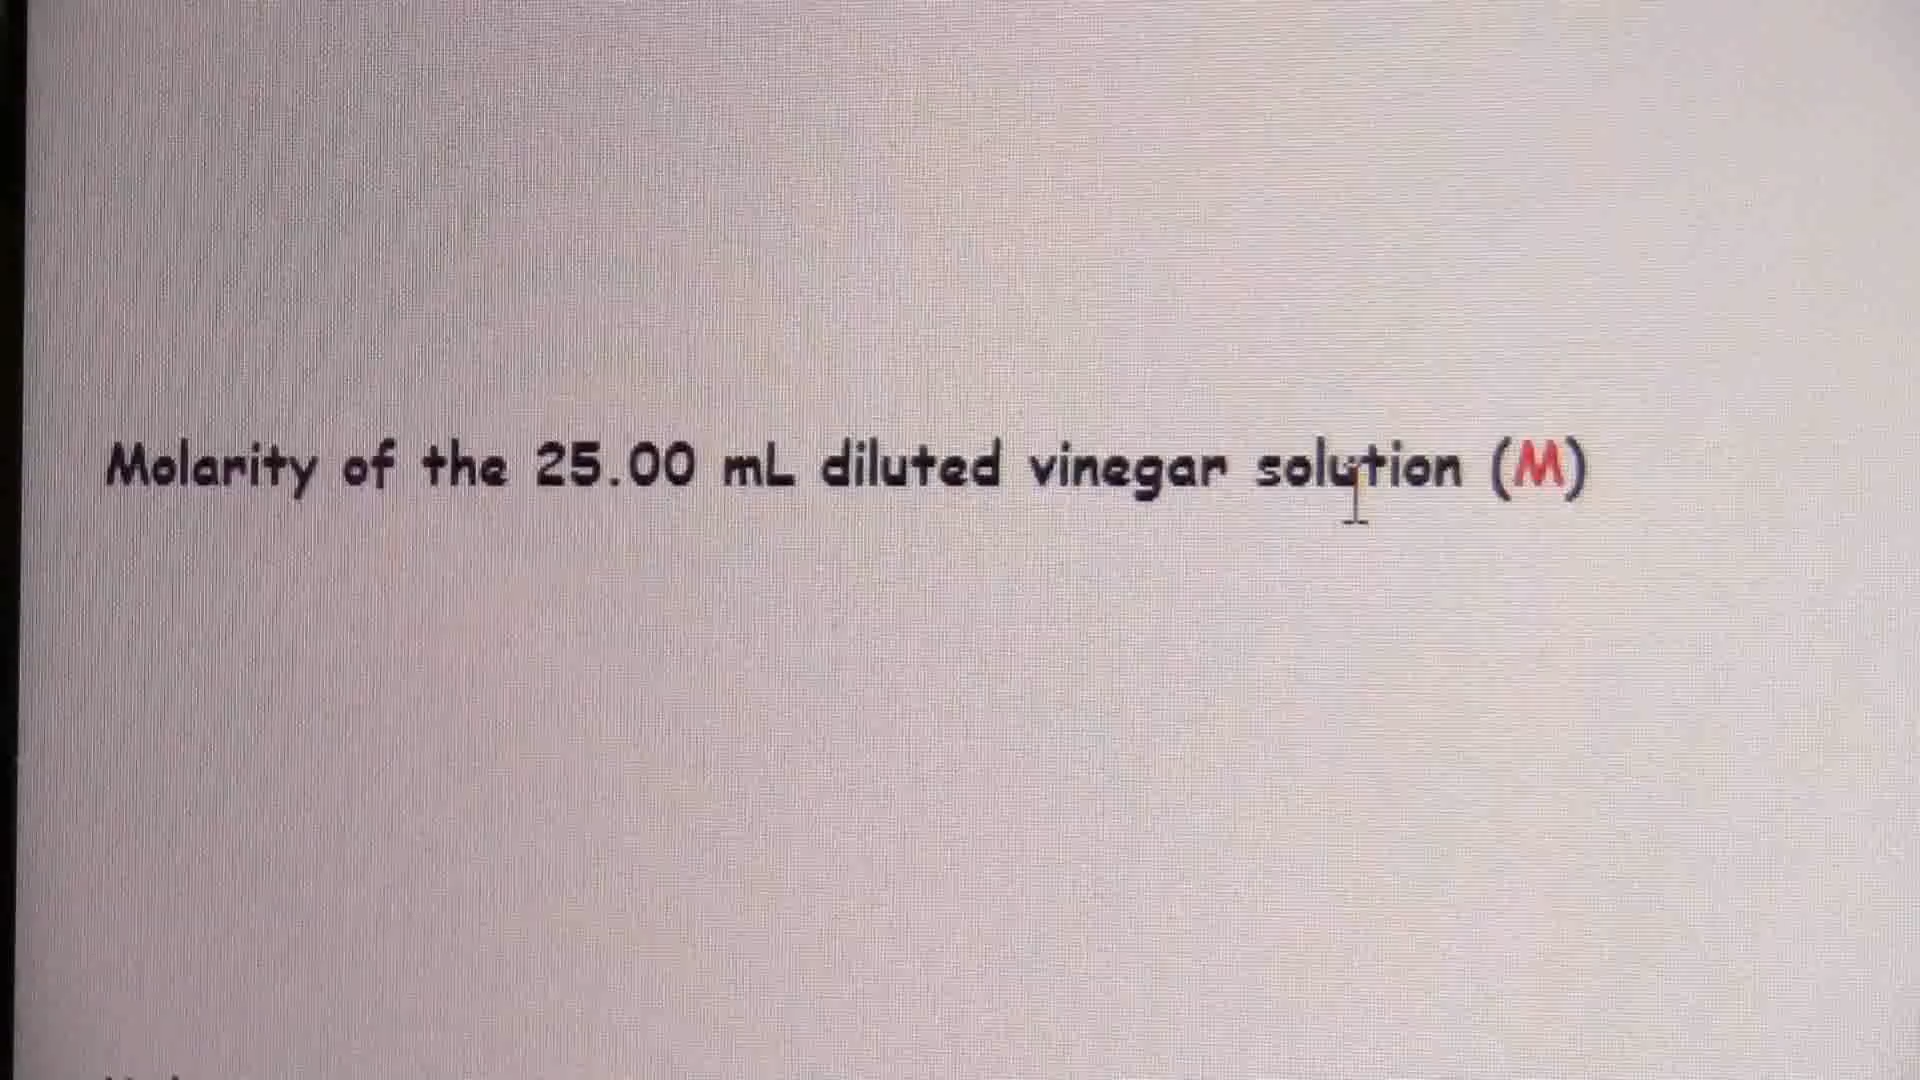 Molarity of the 25.00 mL diluted vinegar solution (M)